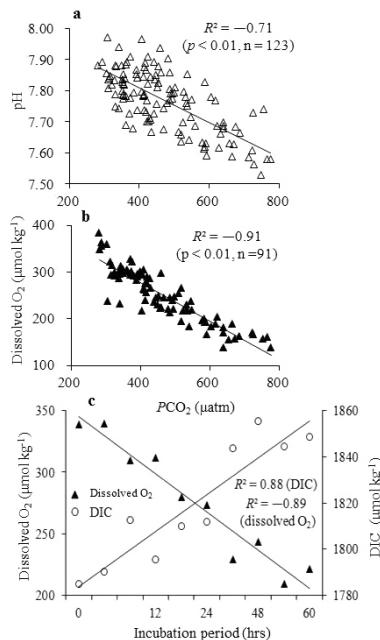 a
8.00
7.90
7.80
7.70
7.60
7.50
pH
R² = —0.71
(p < 0.01, n = 123)
200
400
600
800
b
400
300
200
100
Dissolved O₂ (µmol kg⁻¹)
R² = —0.91
(p < 0.01, n =91)
200
400
600
800
PCO₂ (µatm)
c
350
300
250
200
Dissolved O₂
(µmol kg⁻¹)
▲ Dissolved O₂
○ DIC
R² = 0.88 (DIC)
R² = —0.89
(dissolved O₂)
1860
1840
1820
1800
1780
DIC (µmol kg⁻¹)
0
6
12
18
24
36
48
54
60
Incubation period (hrs)